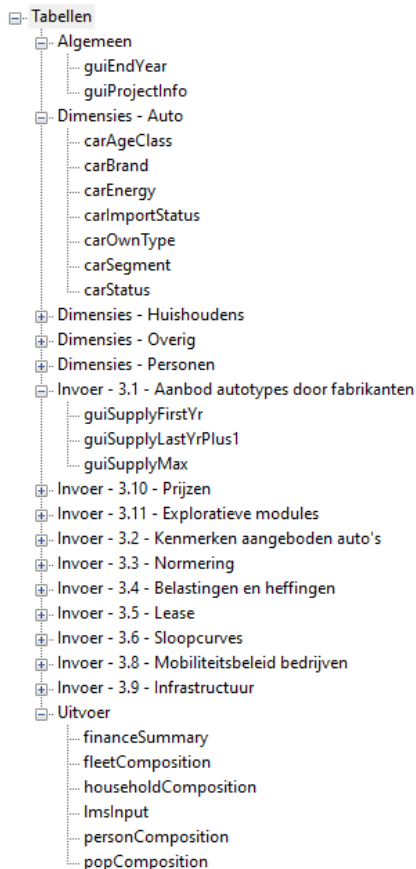 Tabellen
Algemeen
guiEndYear
guiProjectInfo
Dimensies - Auto
carAgeClass
carBrand
carEnergy
carImportStatus
carOwnType
carSegment
carStatus
Dimensies - Huishoudens
Dimensies - Overig
Dimensies - Personen
Invoer - 3.1 - Aanbod autotypes door fabrikanten
guiSupplyFirstYr
guiSupplyLastYrPlus1
guiSupplyMax
Invoer - 3.10 - Prijzen
Invoer - 3.11 - Exploratieve modules
Invoer - 3.2 - Kenmerken aangeboden auto's
Invoer - 3.3 - Normering
Invoer - 3.4 - Belastingen en heffingen
Invoer - 3.5 - Lease
Invoer - 3.6 - Sloopcurves
Invoer - 3.8 - Mobiliteitsbeleid bedrijven
Invoer - 3.9 - Infrastructuur
Uitvoer
financeSummary
fleetComposition
householdComposition
lmsInput
personComposition
popComposition